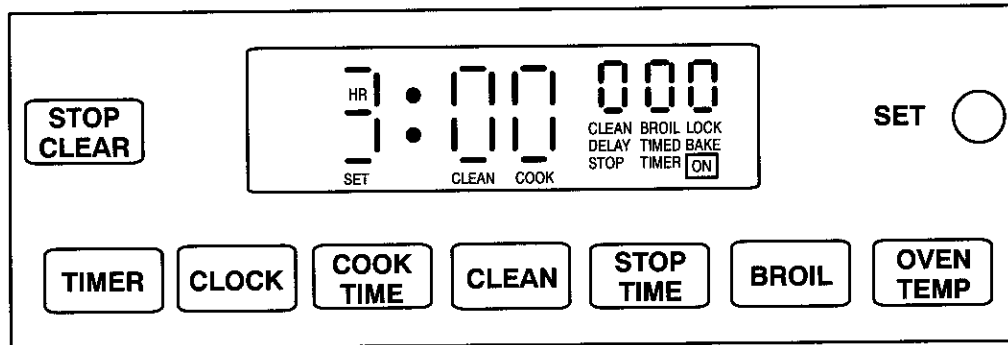 STOP
CLEAR
HR
3:00
000
CLEAN BROIL LOCK
DELAY TIMED BAKE
STOP TIMER ON
SET CLEAN COOK
SET
TIMER
CLOCK
COOK
TIME
CLEAN
STOP
TIME
BROIL
OVEN
TEMP